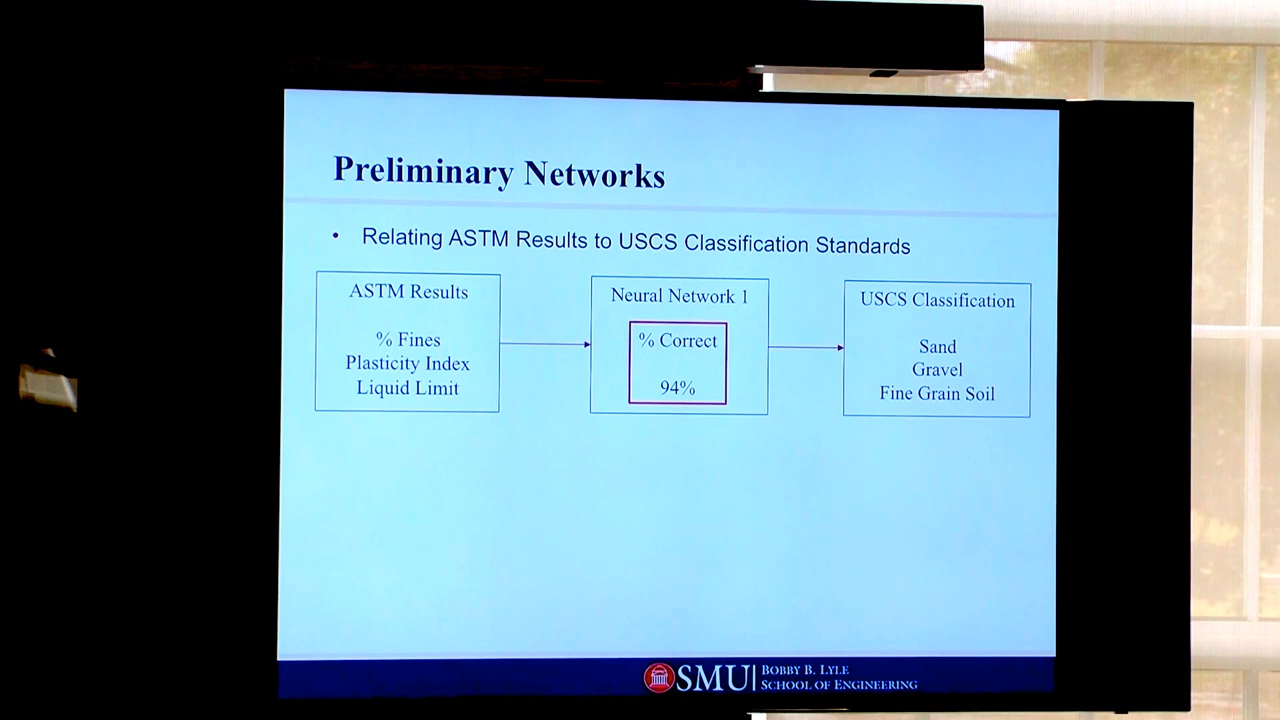 Preliminary Networks
• Relating ASTM Results to USCS Classification Standards
ASTM Results
% Fines
Plasticity Index
Liquid Limit
Neural Network 1
% Correct
94%
USCS Classification
Sand
Gravel
Fine Grain Soil
SMU
BOBBY B. LYLE
SCHOOL OF ENGINEERING